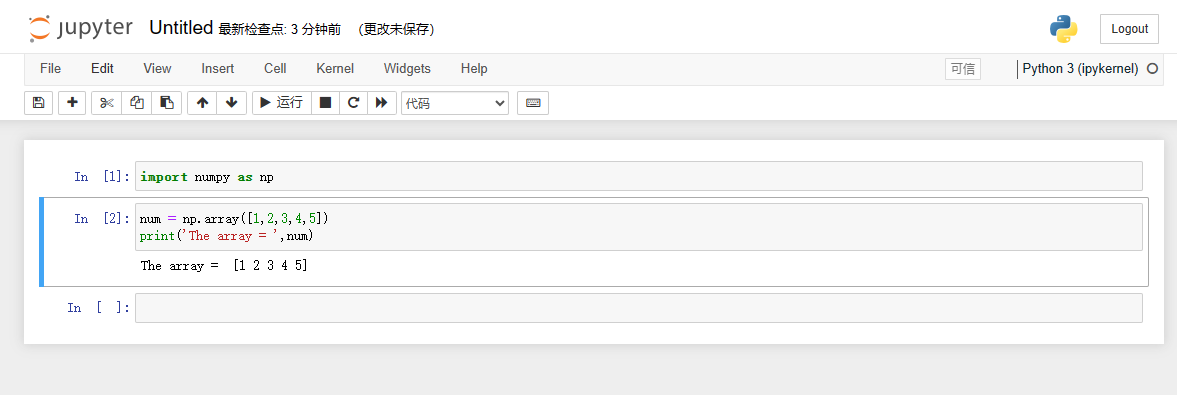 jupyter Untitled 最新检查点: 3 分钟前 (更改未保存) Logout
File Edit View Insert Cell Kernel Widgets Help 可信 Python 3 (ipykernel)
运行 代码
In [1]: import numpy as np
In [2]: num = np.array([1,2,3,4,5])
print('The array = ',num)
The array =  [1 2 3 4 5]
In [ ]: